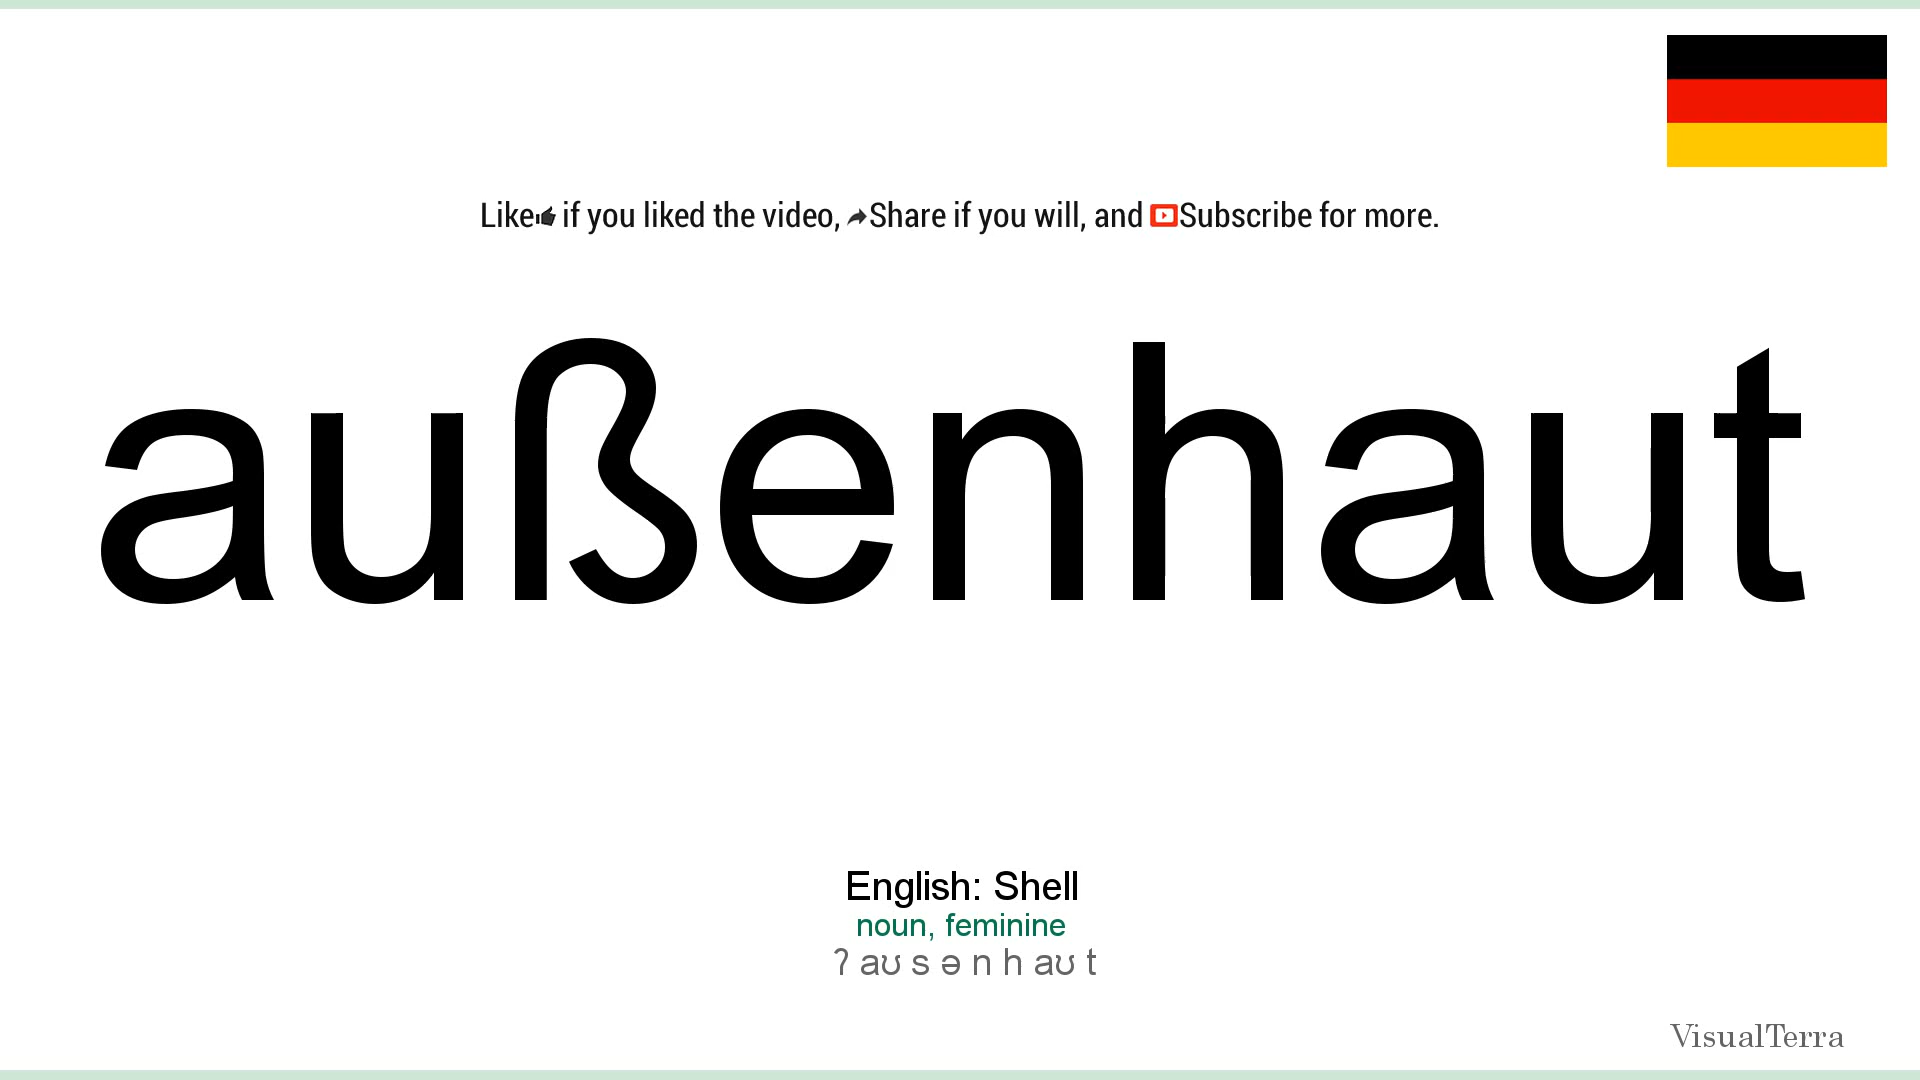 Like if you liked the video, Share if you will, and Subscribe for more.
außenhaut
English: Shell
noun, feminine
ʔ aʊ s ə n h aʊ t
VisualTerra